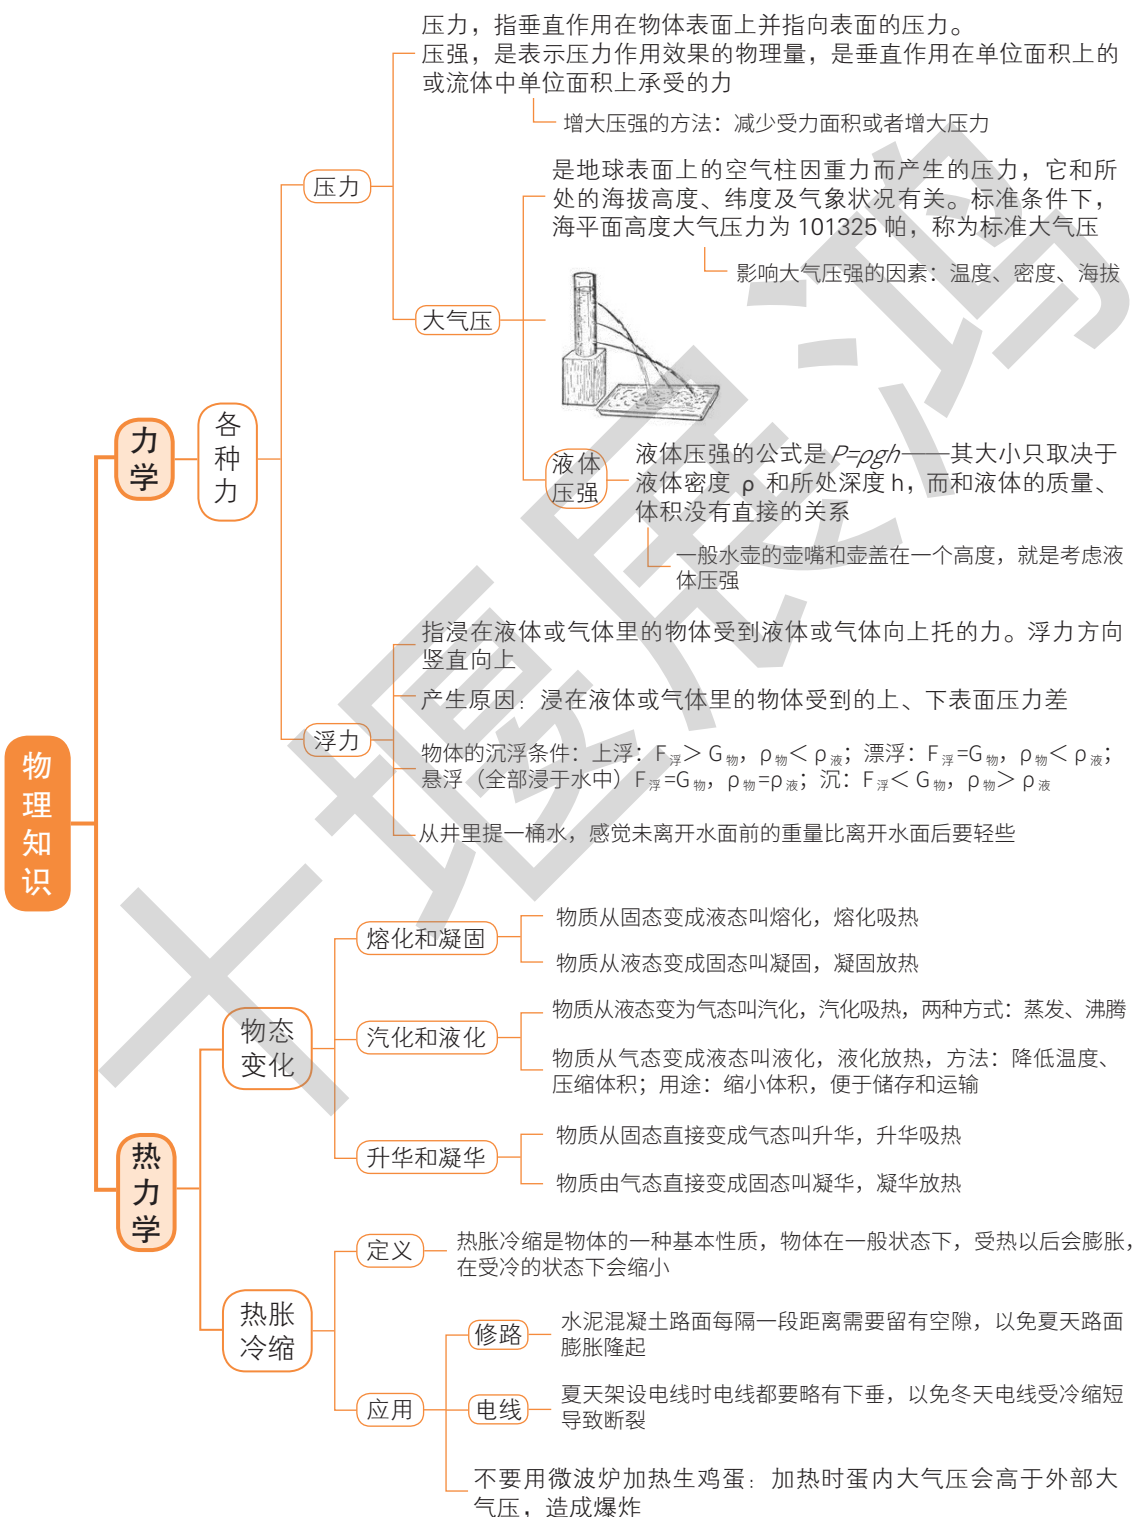 压力，指垂直作用在物体表面上并指向表面的压力。
压强，是表示压力作用效果的物理量，是垂直作用在单位面积上的
或流体中单位面积上承受的力
增大压强的方法：减少受力面积或者增大压力
压力
是地球表面上的空气柱因重力而产生的压力，它和所
处的海拔高度、纬度及气象状况有关。标准条件下，
海平面高度大气压力为 101325 帕，称为标准大气压
影响大气压强的因素：温度、密度、海拔
大气压
液体
压强
液体压强的公式是 P=ρgh——其大小只取决于
液体密度 ρ 和所处深度 h，而和液体的质量、
体积没有直接的关系
一般水壶的壶嘴和壶盖在一个高度，就是考虑液
体压强
力学
各种力
指浸在液体或气体里的物体受到液体或气体向上托的力。浮力方向
竖直向上
产生原因：浸在液体或气体里的物体受到的上、下表面压力差
浮力
物体的沉浮条件：上浮：F浮＞G物，ρ物＜ρ液；漂浮：F浮=G物，ρ物＜ρ液；
悬浮（全部浸于水中）F浮=G物，ρ物=ρ液；沉：F浮＜G物，ρ物＞ρ液
从井里提一桶水，感觉未离开水面前的重量比离开水面后要轻些
物理知识
熔化和凝固
物质从固态变成液态叫熔化，熔化吸热
物质从液态变成固态叫凝固，凝固放热
物态
变化
汽化和液化
物质从液态变为气态叫汽化，汽化吸热，两种方式：蒸发、沸腾
物质从气态变成液态叫液化，液化放热，方法：降低温度、
压缩体积；用途：缩小体积，便于储存和运输
升华和凝华
物质从固态直接变成气态叫升华，升华吸热
物质由气态直接变成固态叫凝华，凝华放热
热力学
定义
热胀冷缩是物体的一种基本性质，物体在一般状态下，受热以后会膨胀，
在受冷的状态下会缩小
热胀
冷缩
修路
水泥混凝土路面每隔一段距离需要留有空隙，以免夏天路面
膨胀隆起
应用
电线
夏天架设电线时电线都要略有下垂，以免冬天电线受冷缩短
导致断裂
不要用微波炉加热生鸡蛋：加热时蛋内大气压会高于外部大
气压，造成爆炸
十堰展鸿